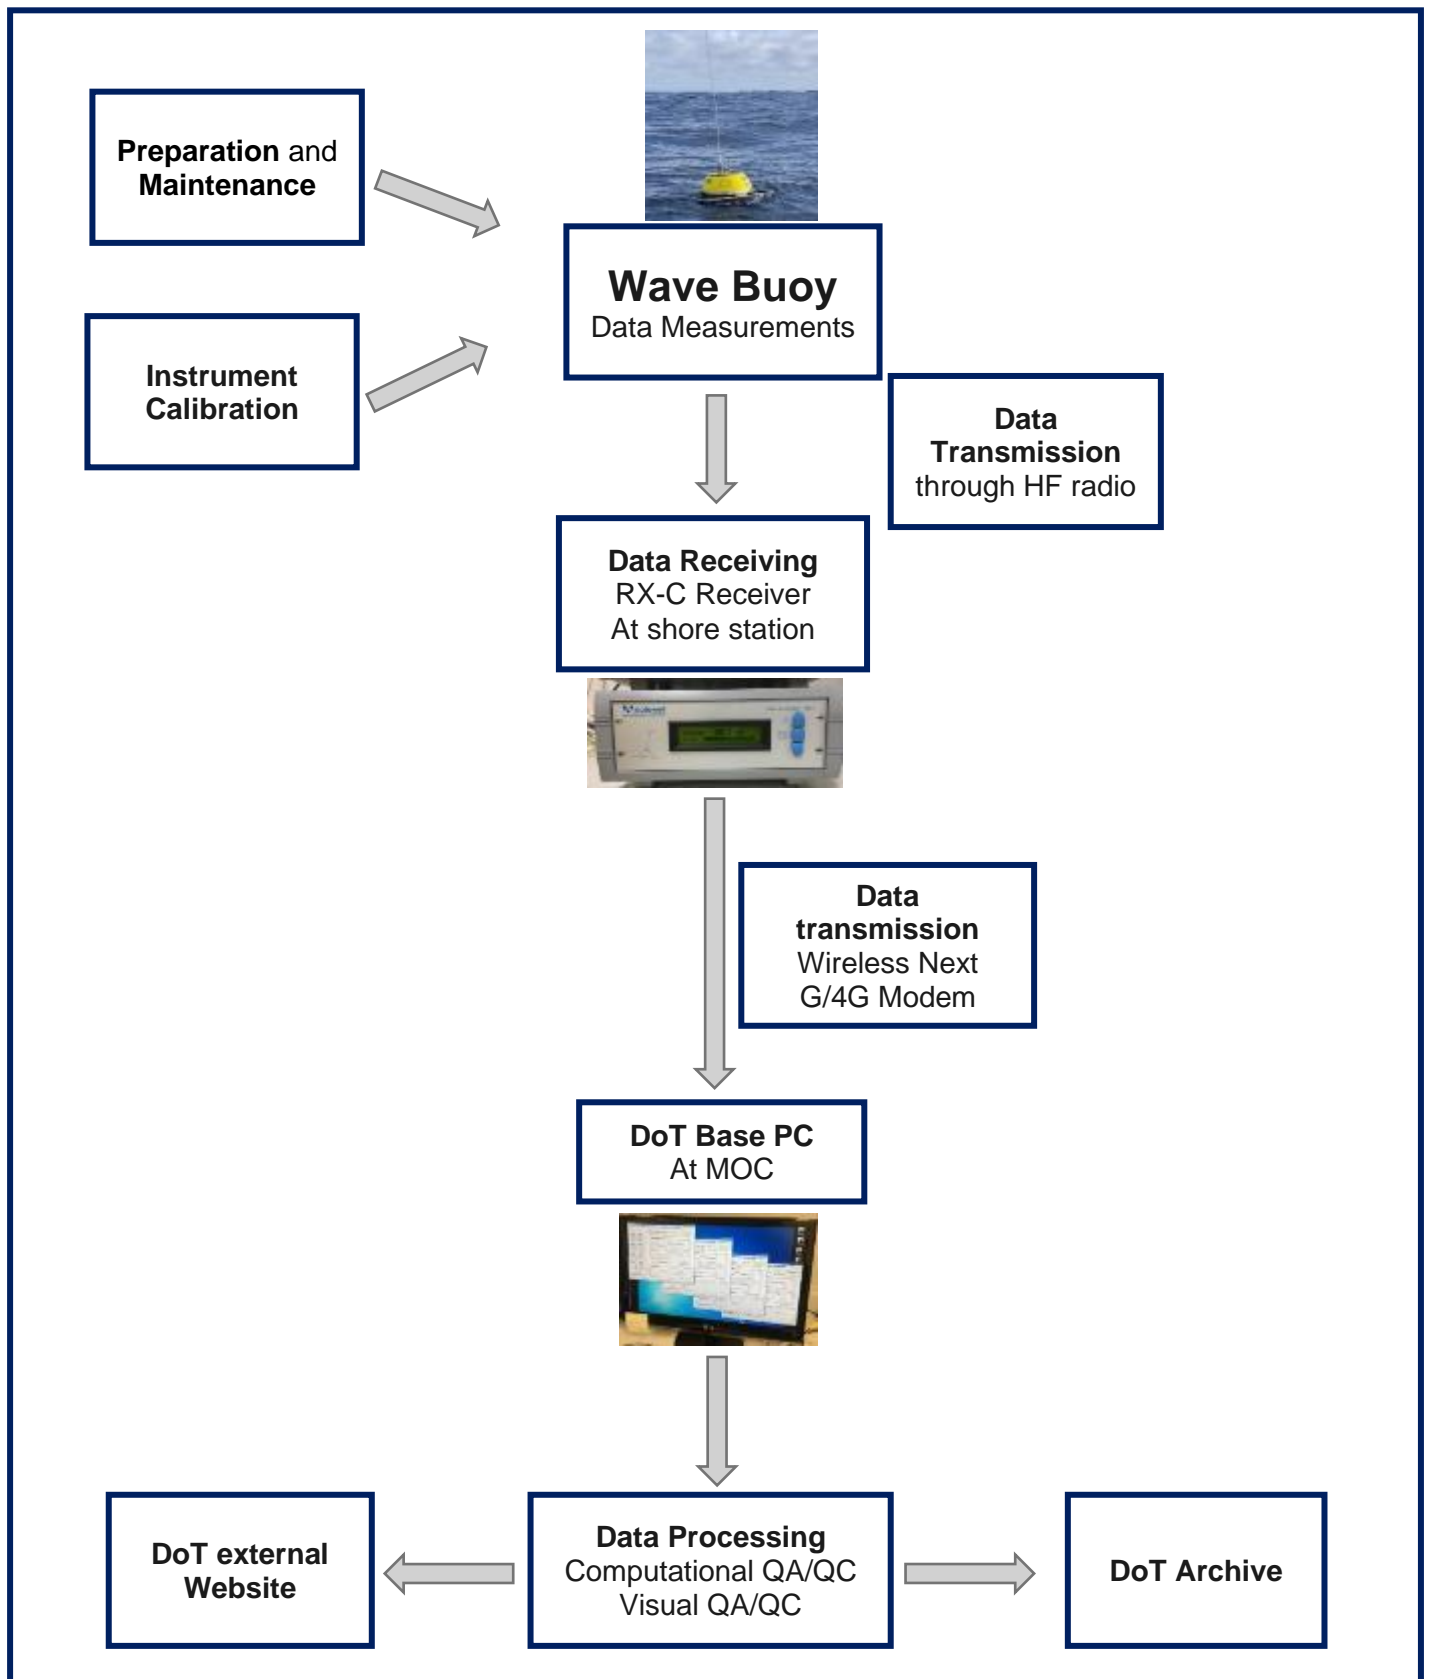 Preparation and
Maintenance
Wave Buoy
Data Measurements
Instrument
Calibration
Data
Transmission
through HF radio
Data Receiving
RX-C Receiver
At shore station
Data
transmission
Wireless Next
G/4G Modem
DoT Base PC
At MOC
DoT external
Website
Data Processing
Computational QA/QC
Visual QA/QC
DoT Archive